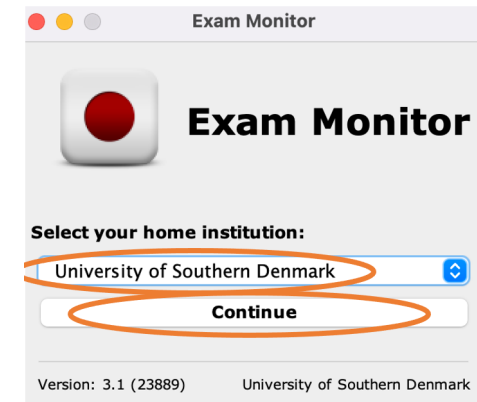 Exam Monitor
Exam Monitor
Select your home institution:
University of Southern Denmark
Continue
Version: 3.1 (23889) University of Southern Denmark